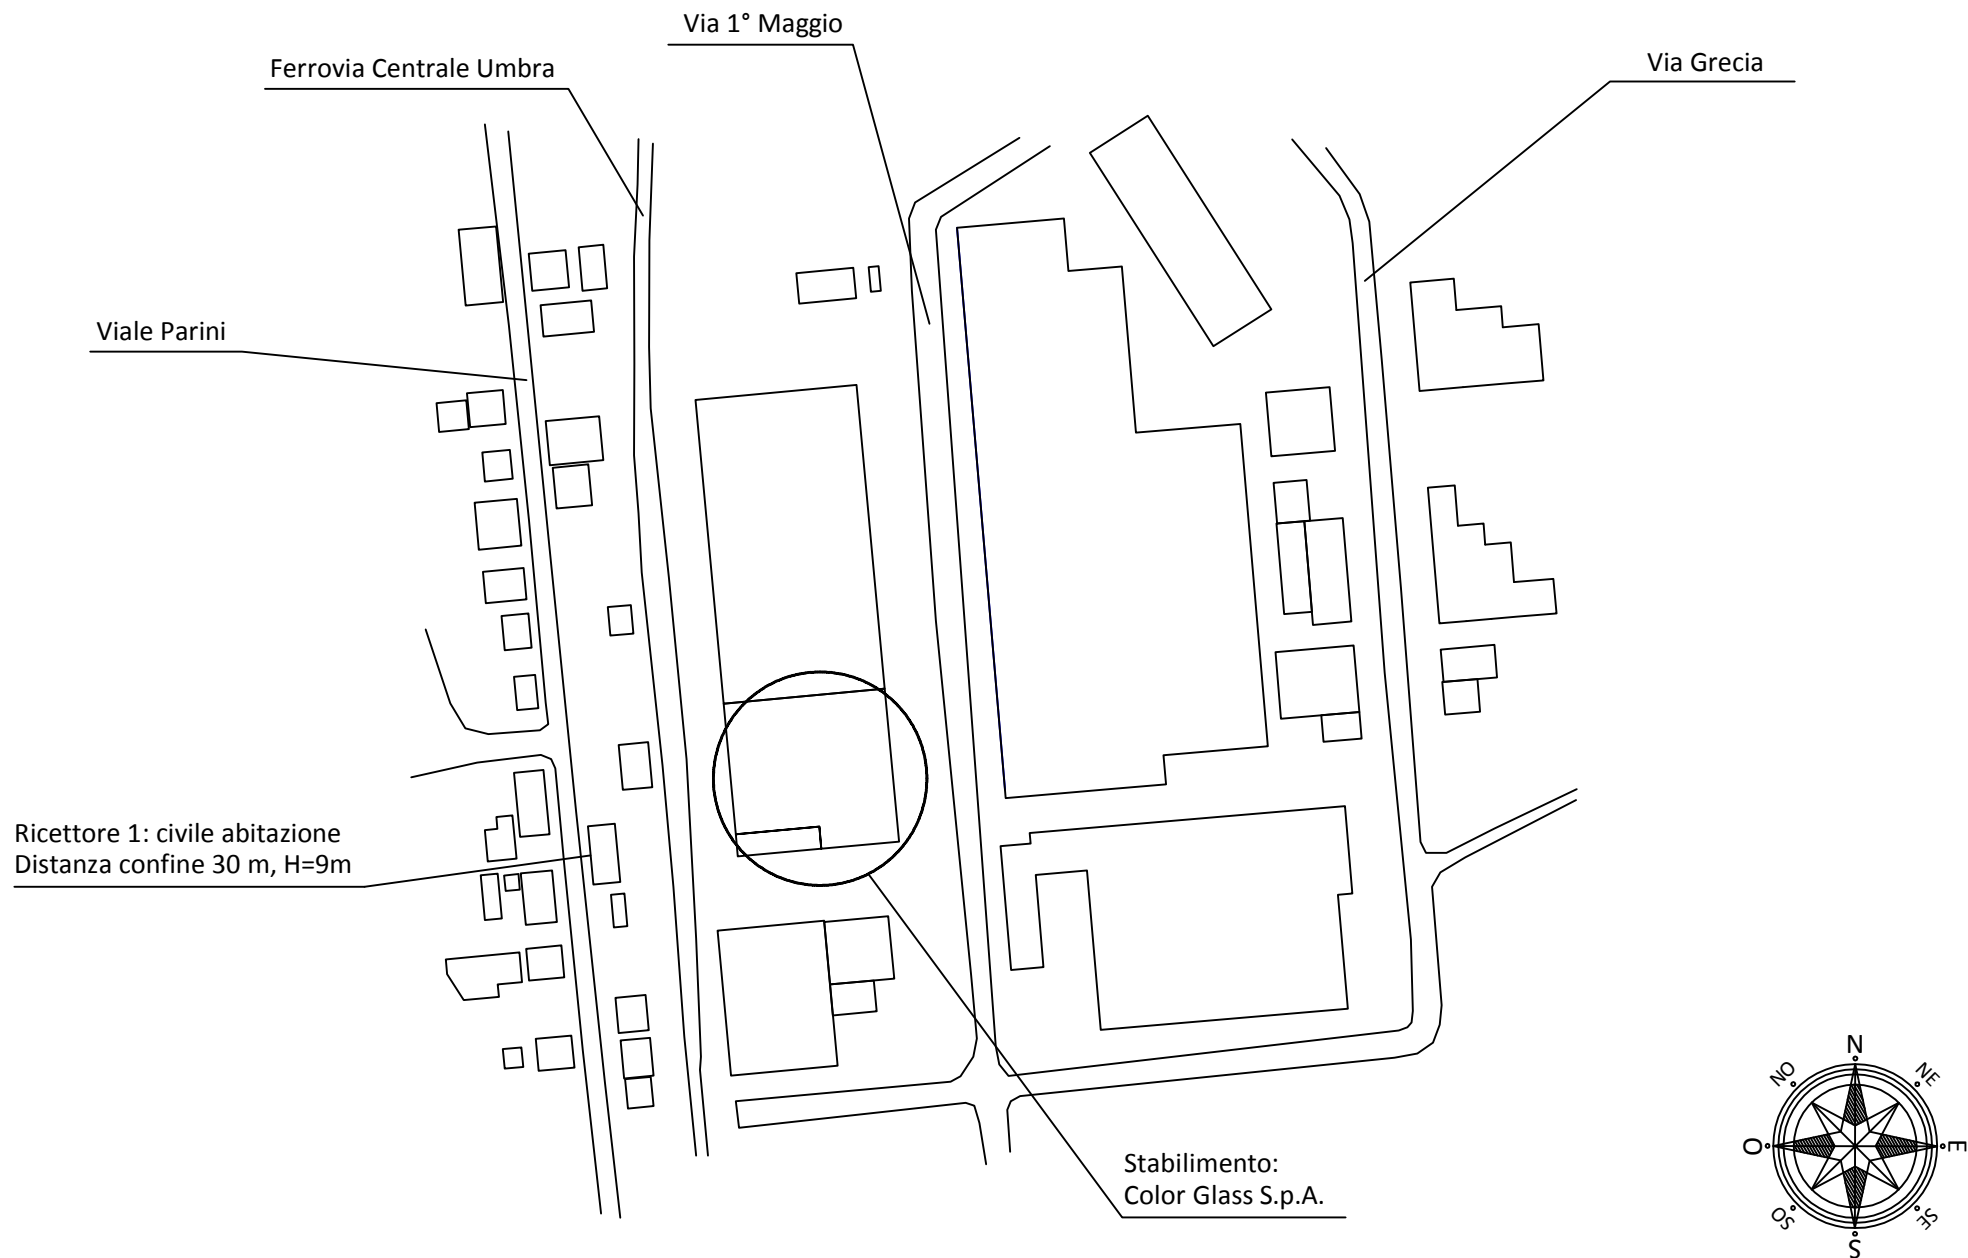 Via 1° Maggio
Ferrovia Centrale Umbra
Via Grecia
Viale Parini
Ricettore 1: civile abitazione
Distanza confine 30 m, H=9m
Stabilimento:
Color Glass S.p.A.
N
NO
NE
O
E
SO
SE
S